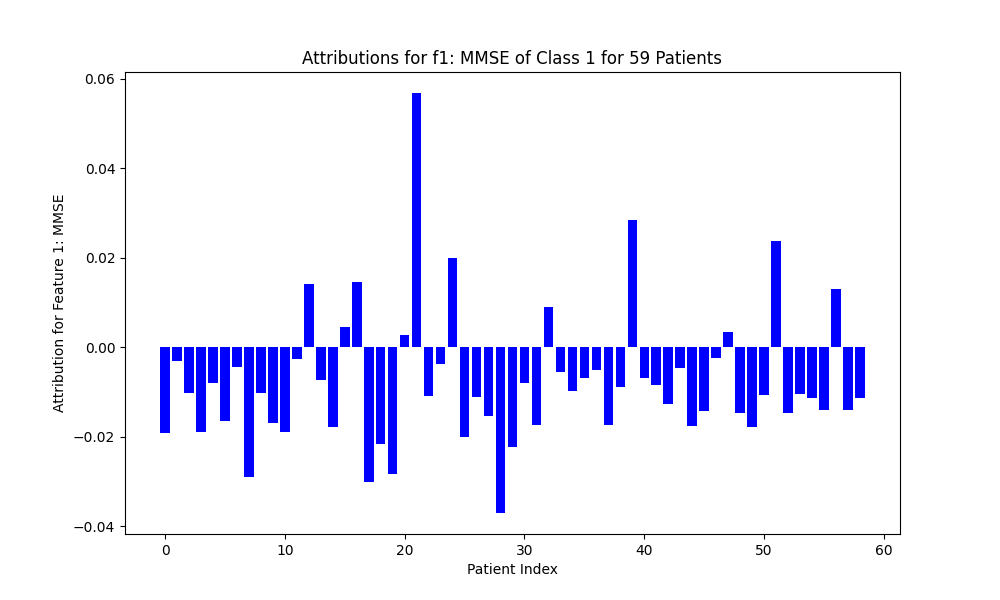 Attributions for f1: MMSE of Class 1 for 59 Patients
Attribution for Feature 1: MMSE
0.06
0.04
0.02
0.00
−0.02
−0.04
0 10 20 30 40 50 60
Patient Index